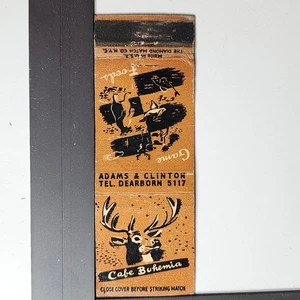 MADE IN U.S.A.
THE DIAMOND MATCH CO. N.Y.C.
Game
Foods
ADAMS & CLINTON
TEL. DEARBORN 5117
Cafe Bohemia
CLOSE COVER BEFORE STRIKING MATCH